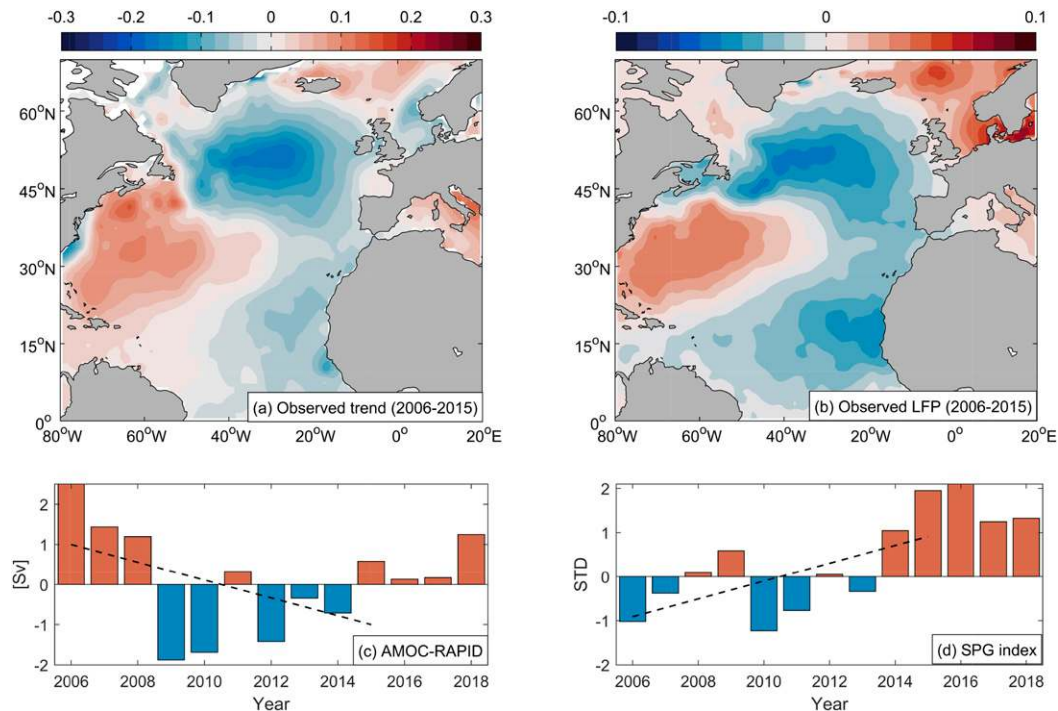 -0.3 -0.2 -0.1 0 0.1 0.2 0.3
-0.1 0 0.1
60°N
45°N
30°N
15°N
0°
(a) Observed trend (2006-2015)
80°W 60°W 40°W 20°W 0° 20°E
60°N
45°N
30°N
15°N
0°
(b) Observed LFP (2006-2015)
80°W 60°W 40°W 20°W 0° 20°E
2
1
0
-1
-2
[Sv]
(c) AMOC-RAPID
2006 2008 2010 2012 2014 2016 2018
Year
2
1
0
-1
-2
STD
(d) SPG index
2006 2008 2010 2012 2014 2016 2018
Year